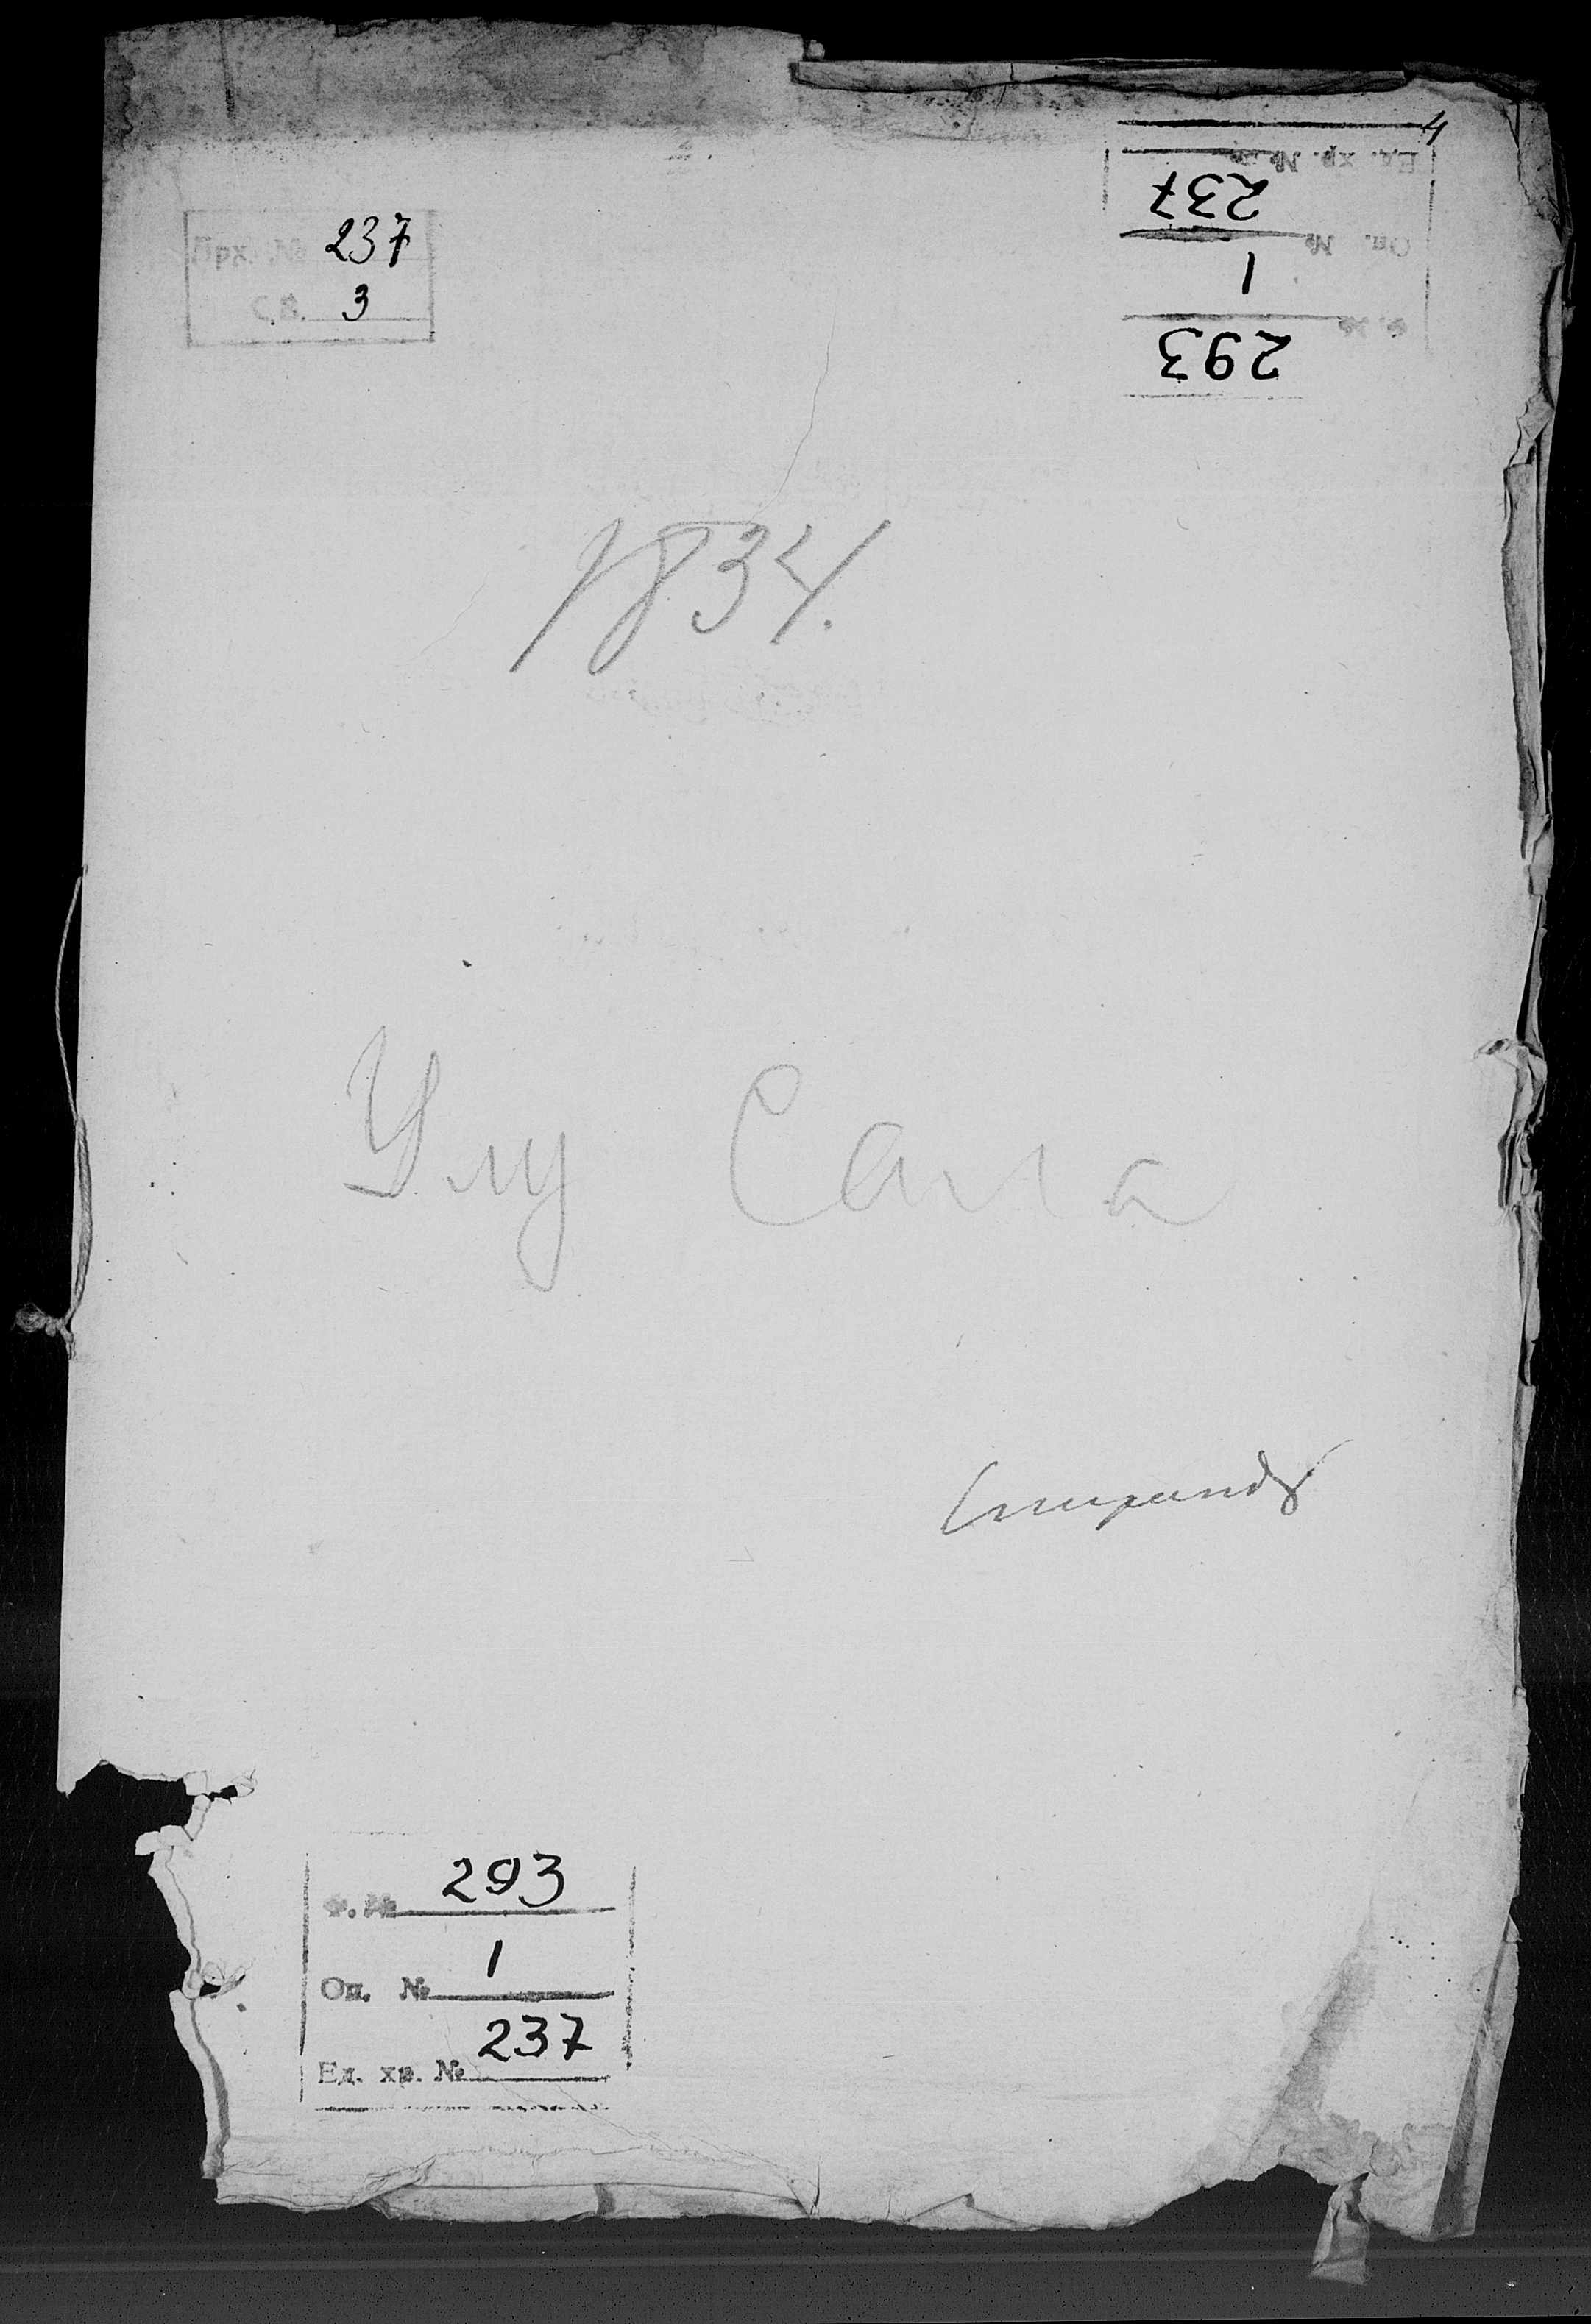 Арх. № 237
С.В. 3
4
Ед. хр. № 237
Оп. № 1
Ф. № 293
1834.
Улу Сала
Ф. № 293
Оп. № 1
Ед. хр. № 237